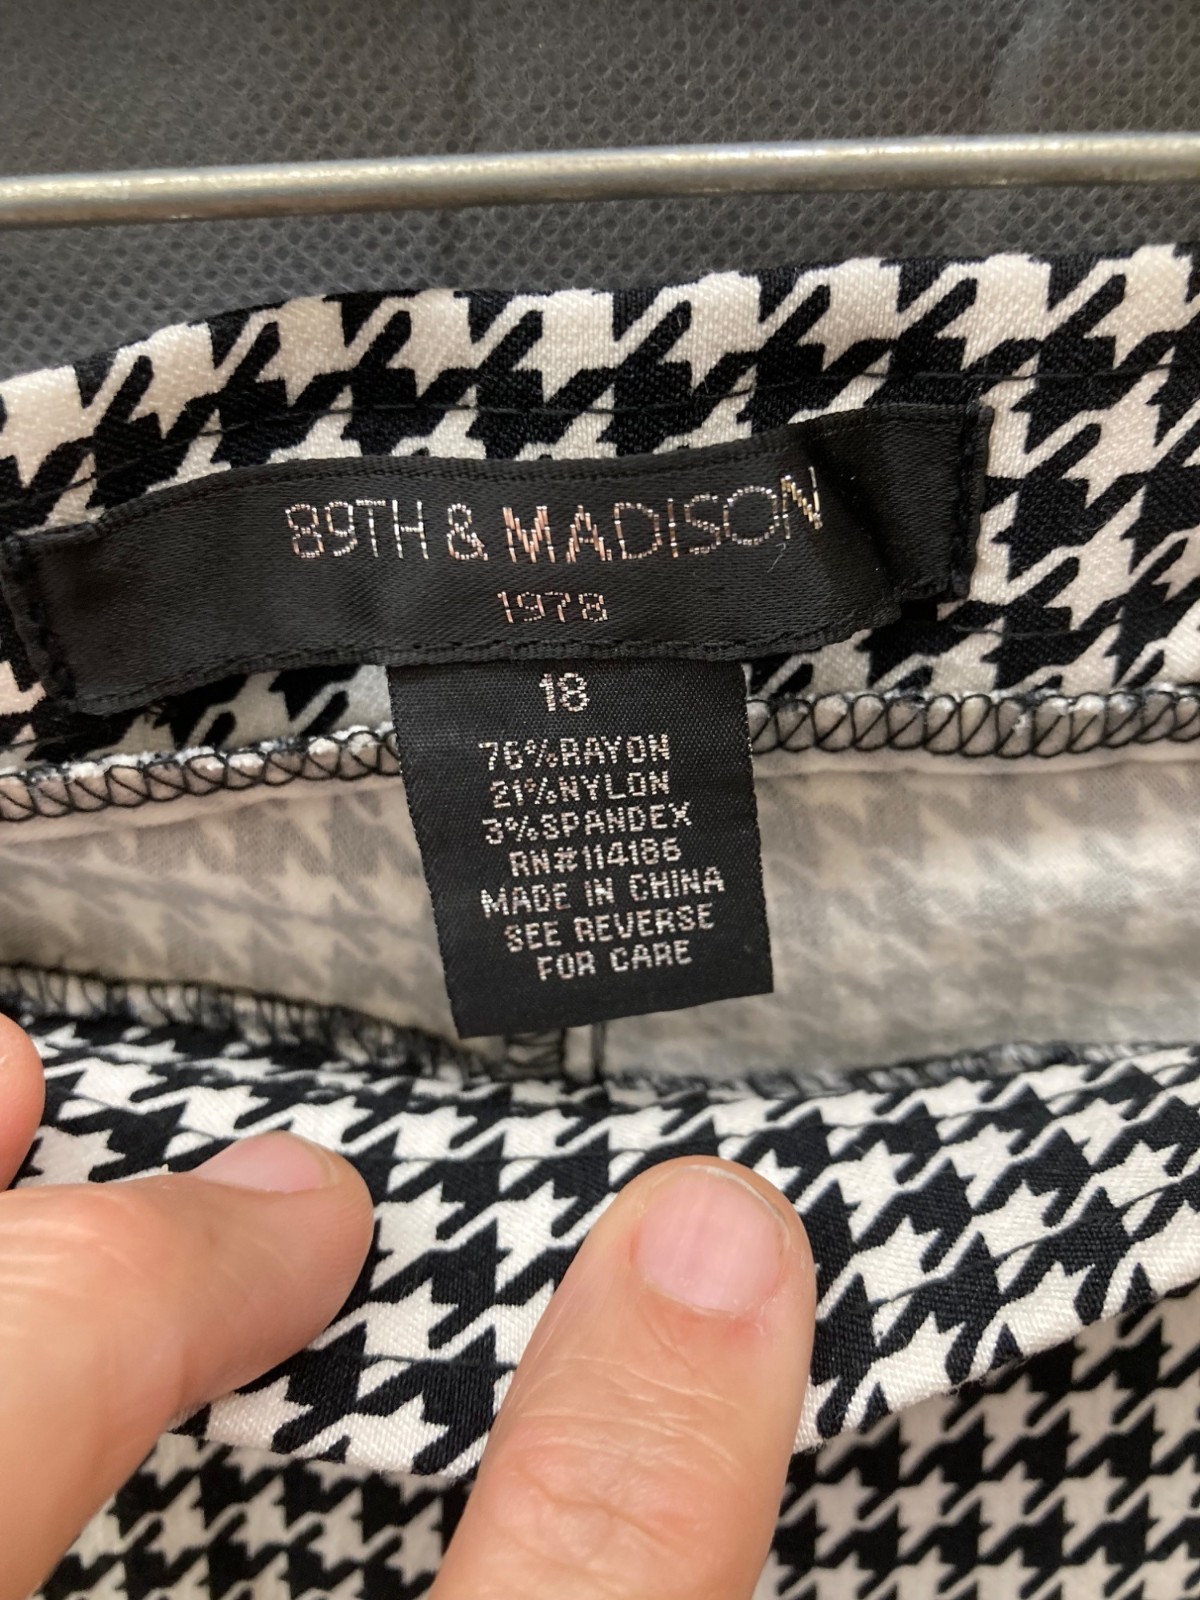 89TH & MADISON
1978
18
76%RAYON
21%NYLON
3%SPANDEX
RN#114186
MADE IN CHINA
SEE REVERSE
FOR CARE